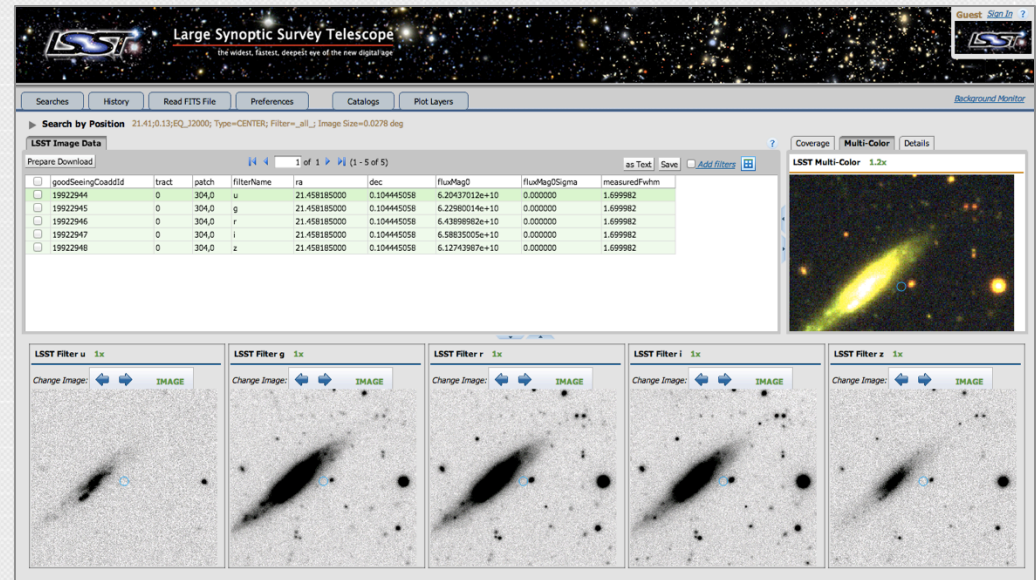 Guest Sign In ?
LSST
Large Synoptic Survey Telescope
the widest, fastest, deepest eye of the new digital age
LSST
Searches History Read FITS File Preferences Catalogs Plot Layers Background Monitor
Search by Position 21.41;0.13;EQ_J2000; Type=CENTER; Filter=_all_; Image Size=0.0278 deg
LSST Image Data ? Coverage Multi-Color Details
Prepare Download 1 of 1 (1 - 5 of 5) as Text Save Add filters
LSST Multi-Color 1.2x
goodSeeingCoaddId tract patch filterName ra dec fluxMag0 fluxMag0Sigma measuredFwhm
19922944 0 304,0 u 21.458185000 0.104445058 6.20437012e+10 0.000000 1.699982
19922945 0 304,0 g 21.458185000 0.104445058 6.22980014e+10 0.000000 1.699982
19922946 0 304,0 r 21.458185000 0.104445058 6.43898982e+10 0.000000 1.699982
19922947 0 304,0 i 21.458185000 0.104445058 6.58835005e+10 0.000000 1.699982
19922948 0 304,0 z 21.458185000 0.104445058 6.12743987e+10 0.000000 1.699982
LSST Filter u 1x LSST Filter g 1x LSST Filter r 1x LSST Filter i 1x LSST Filter z 1x
Change Image: IMAGE Change Image: IMAGE Change Image: IMAGE Change Image: IMAGE Change Image: IMAGE